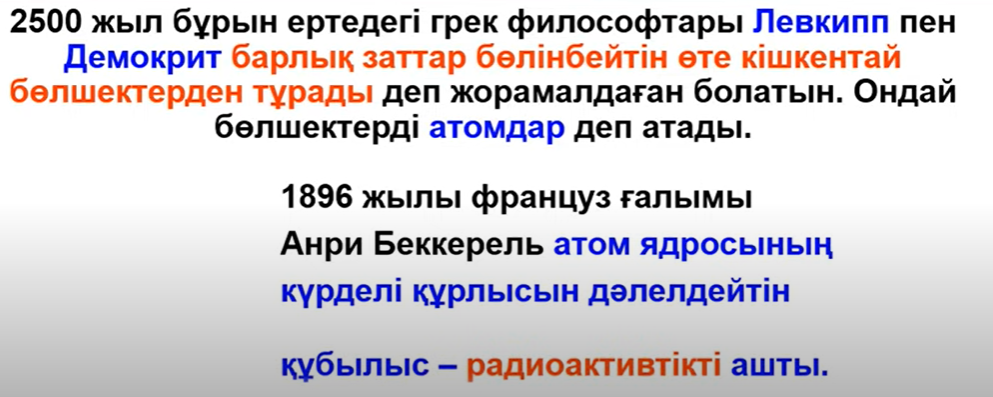 2500 жыл бұрын ертедегі грек философтары Левкипп пен
Демокрит барлық заттар бөлінбейтін өте кішкентай
бөлшектерден тұрады деп жорамалдаған болатын. Ондай
бөлшектерді атомдар деп атады.
1896 жылы француз ғалымы
Анри Беккерель атом ядросының
күрделі құрлысын дәлелдейтін
құбылыс – радиоактивтікті ашты.